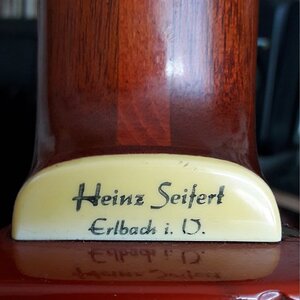 Heinz Seifert
Erlbach i. V.